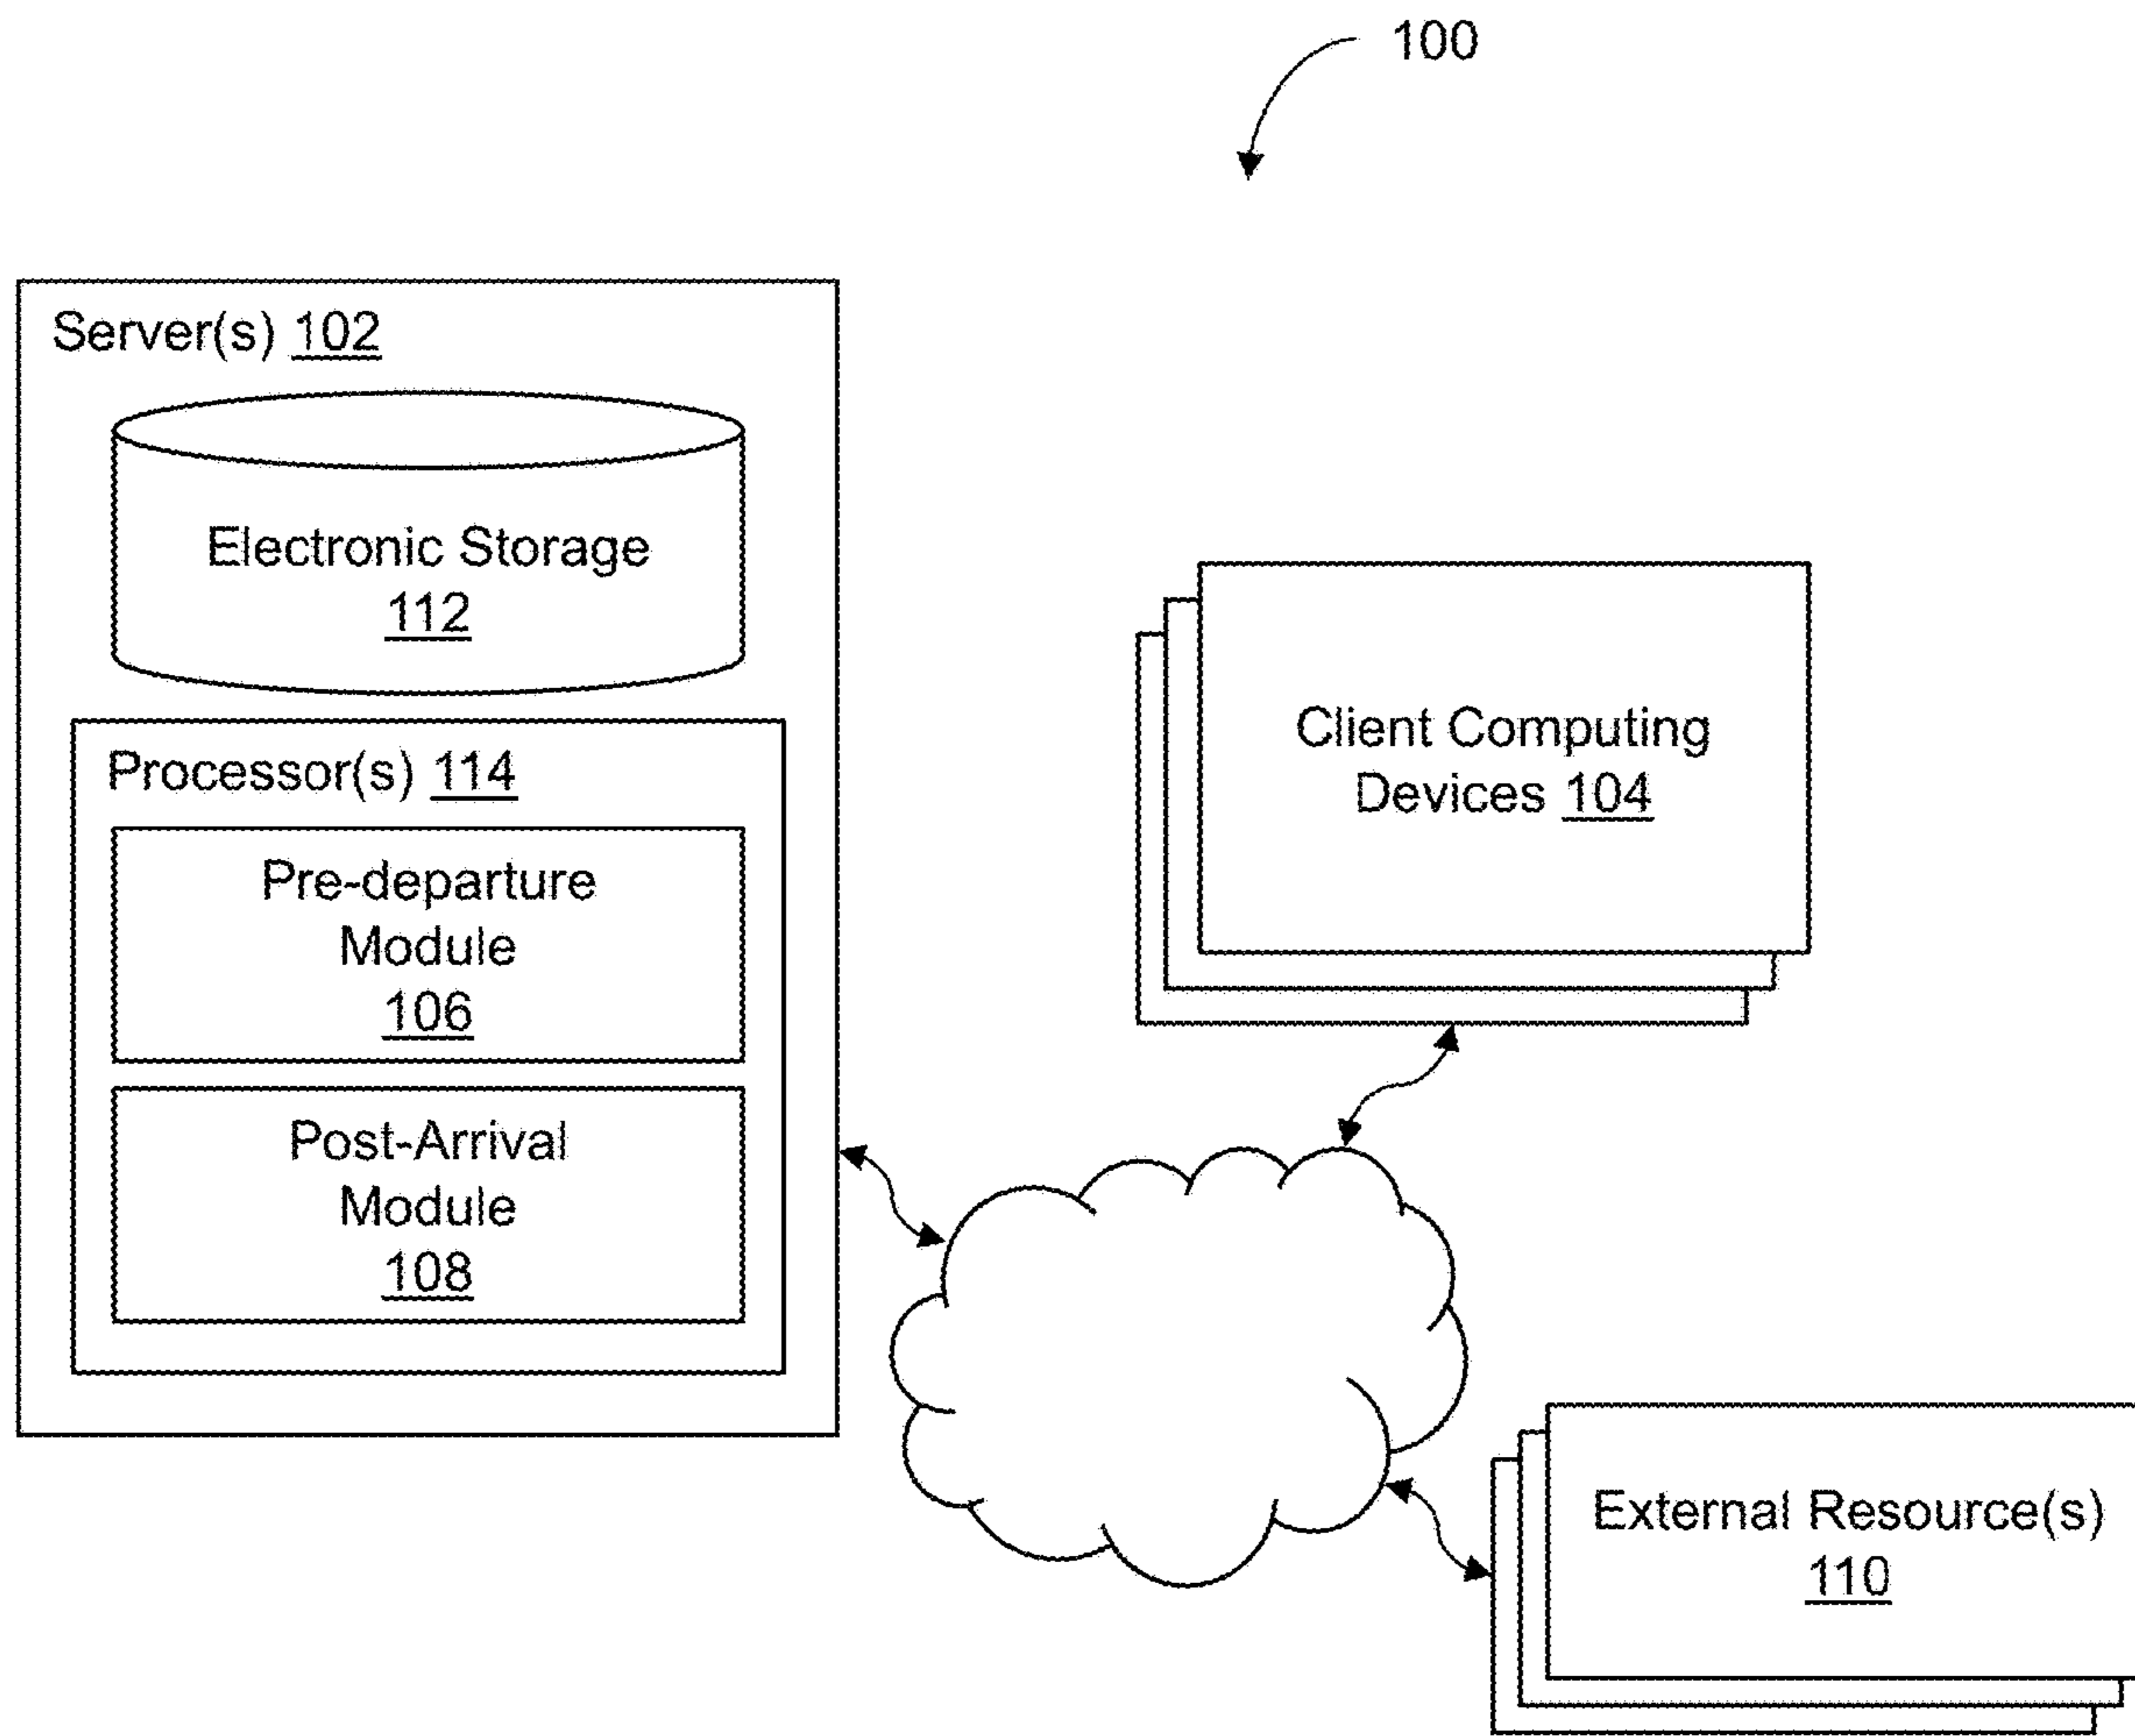 100
Server(s) 102
Electronic Storage
112
Processor(s) 114
Pre-departure
Module
106
Post-Arrival
Module
108
Client Computing
Devices 104
External Resource(s)
110